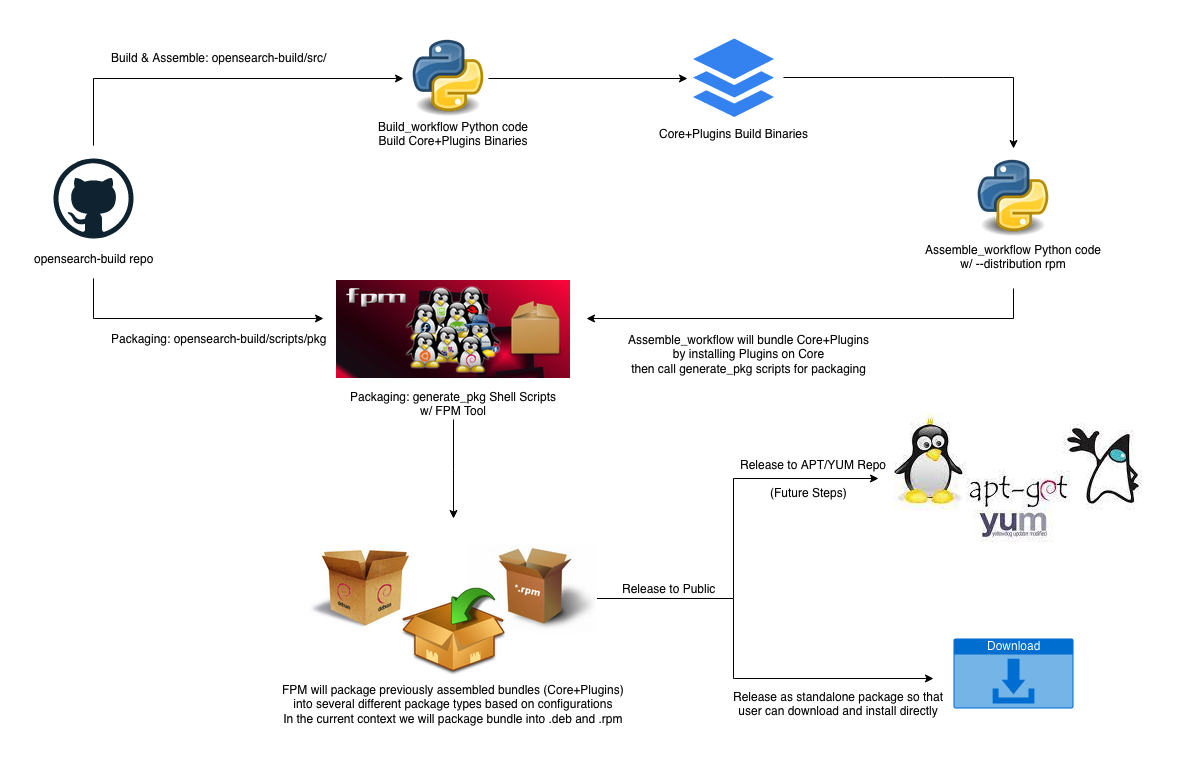 Build & Assemble: opensearch-build/src/
Build_workflow Python code
Build Core+Plugins Binaries
Core+Plugins Build Binaries
opensearch-build repo
Assemble_workflow Python code
w/ --distribution rpm
fpm
Packaging: opensearch-build/scripts/pkg
Assemble_workflow will bundle Core+Plugins
by installing Plugins on Core
then call generate_pkg scripts for packaging
Packaging: generate_pkg Shell Scripts
w/ FPM Tool
Release to APT/YUM Repo
(Future Steps)
apt-get
yum
yellowdog updater modified
debian
debian
*.rpm
Release to Public
Download
FPM will package previously assembled bundles (Core+Plugins)
into several different package types based on configurations
In the current context we will package bundle into .deb and .rpm
Release as standalone package so that
user can download and install directly